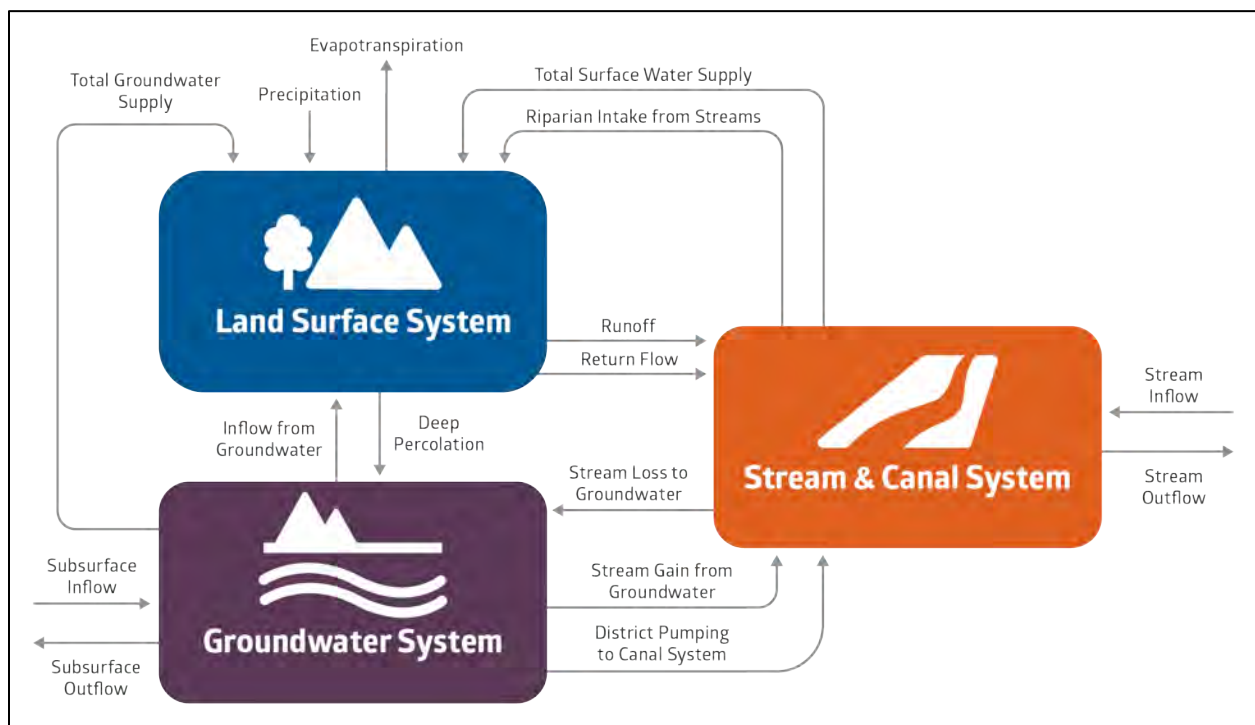 Evapotranspiration
Total Groundwater
Supply
Precipitation
Total Surface Water Supply
Riparian Intake from Streams
Land Surface System
Runoff
Return Flow
Inflow from
Groundwater
Deep
Percolation
Stream
Inflow
Stream & Canal System
Stream
Outflow
Stream Loss to
Groundwater
Subsurface
Inflow
Groundwater System
Stream Gain from
Groundwater
District Pumping
to Canal System
Subsurface
Outflow